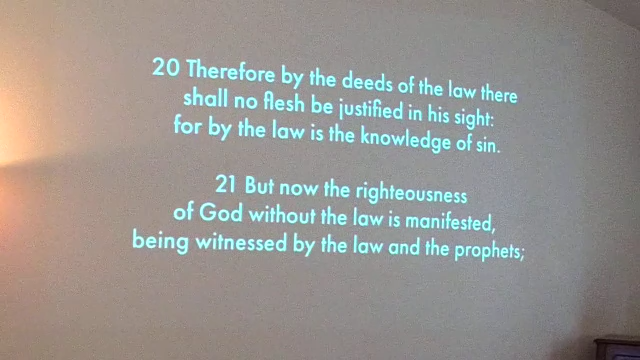 20 Therefore by the deeds of the law there
shall no flesh be justified in his sight:
for by the law is the knowledge of sin.
21 But now the righteousness
of God without the law is manifested,
being witnessed by the law and the prophets;